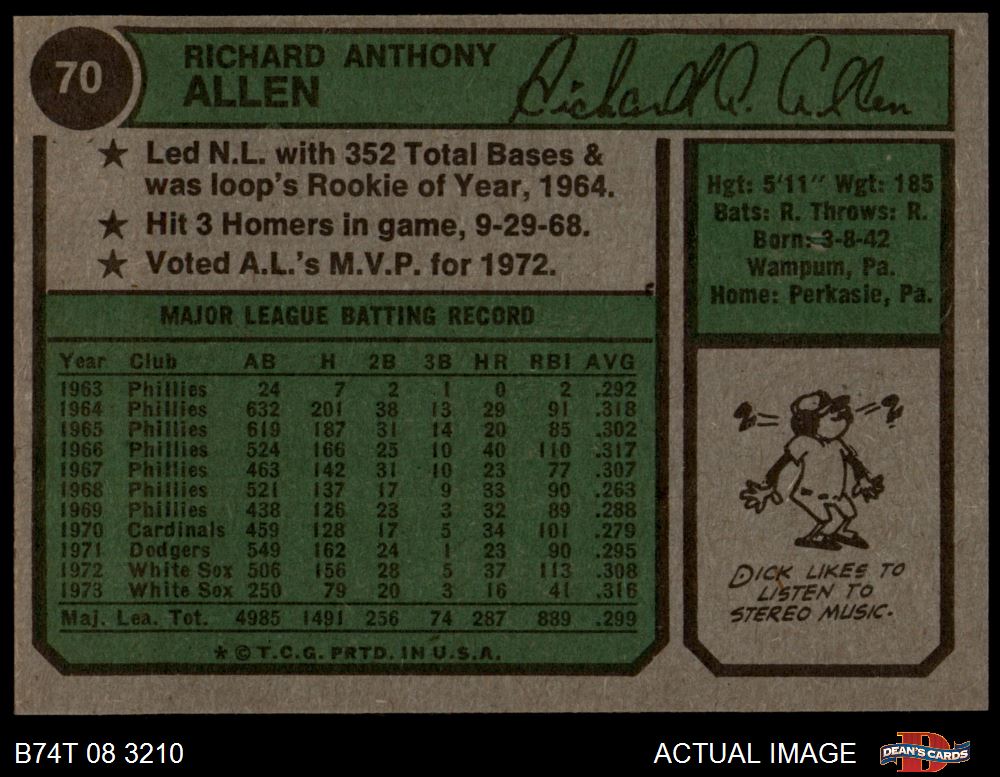 70
RICHARD ANTHONY
ALLEN
Richard A. Allen
★ Led N.L. with 352 Total Bases &
was loop's Rookie of Year, 1964.
★ Hit 3 Homers in game, 9-29-68.
★ Voted A.L.'s M.V.P. for 1972.
Hgt: 5'11" Wgt: 185
Bats: R. Throws: R.
Born: 3-8-42
Wampum, Pa.
Home: Perkasie, Pa.
MAJOR LEAGUE BATTING RECORD
Year Club AB H 2B 3B HR RBI AVG
1963 Phillies 24 7 2 1 0 2 .292
1964 Phillies 632 201 38 13 29 91 .318
1965 Phillies 619 187 31 14 20 85 .302
1966 Phillies 524 166 25 10 40 110 .317
1967 Phillies 463 142 31 10 23 77 .307
1968 Phillies 521 137 17 9 33 90 .263
1969 Phillies 438 126 23 3 32 89 .288
1970 Cardinals 459 128 17 5 34 101 .279
1971 Dodgers 549 162 24 1 23 90 .295
1972 White Sox 506 156 28 5 37 113 .308
1973 White Sox 250 79 20 3 16 41 .316
Maj. Lea. Tot. 4985 1491 256 74 287 889 .299
* © T.C.G. PRTD. IN U.S.A.
DICK LIKES TO
LISTEN TO
STEREO MUSIC.
B74T 08 3210
ACTUAL IMAGE
D
DEAN'S CARDS